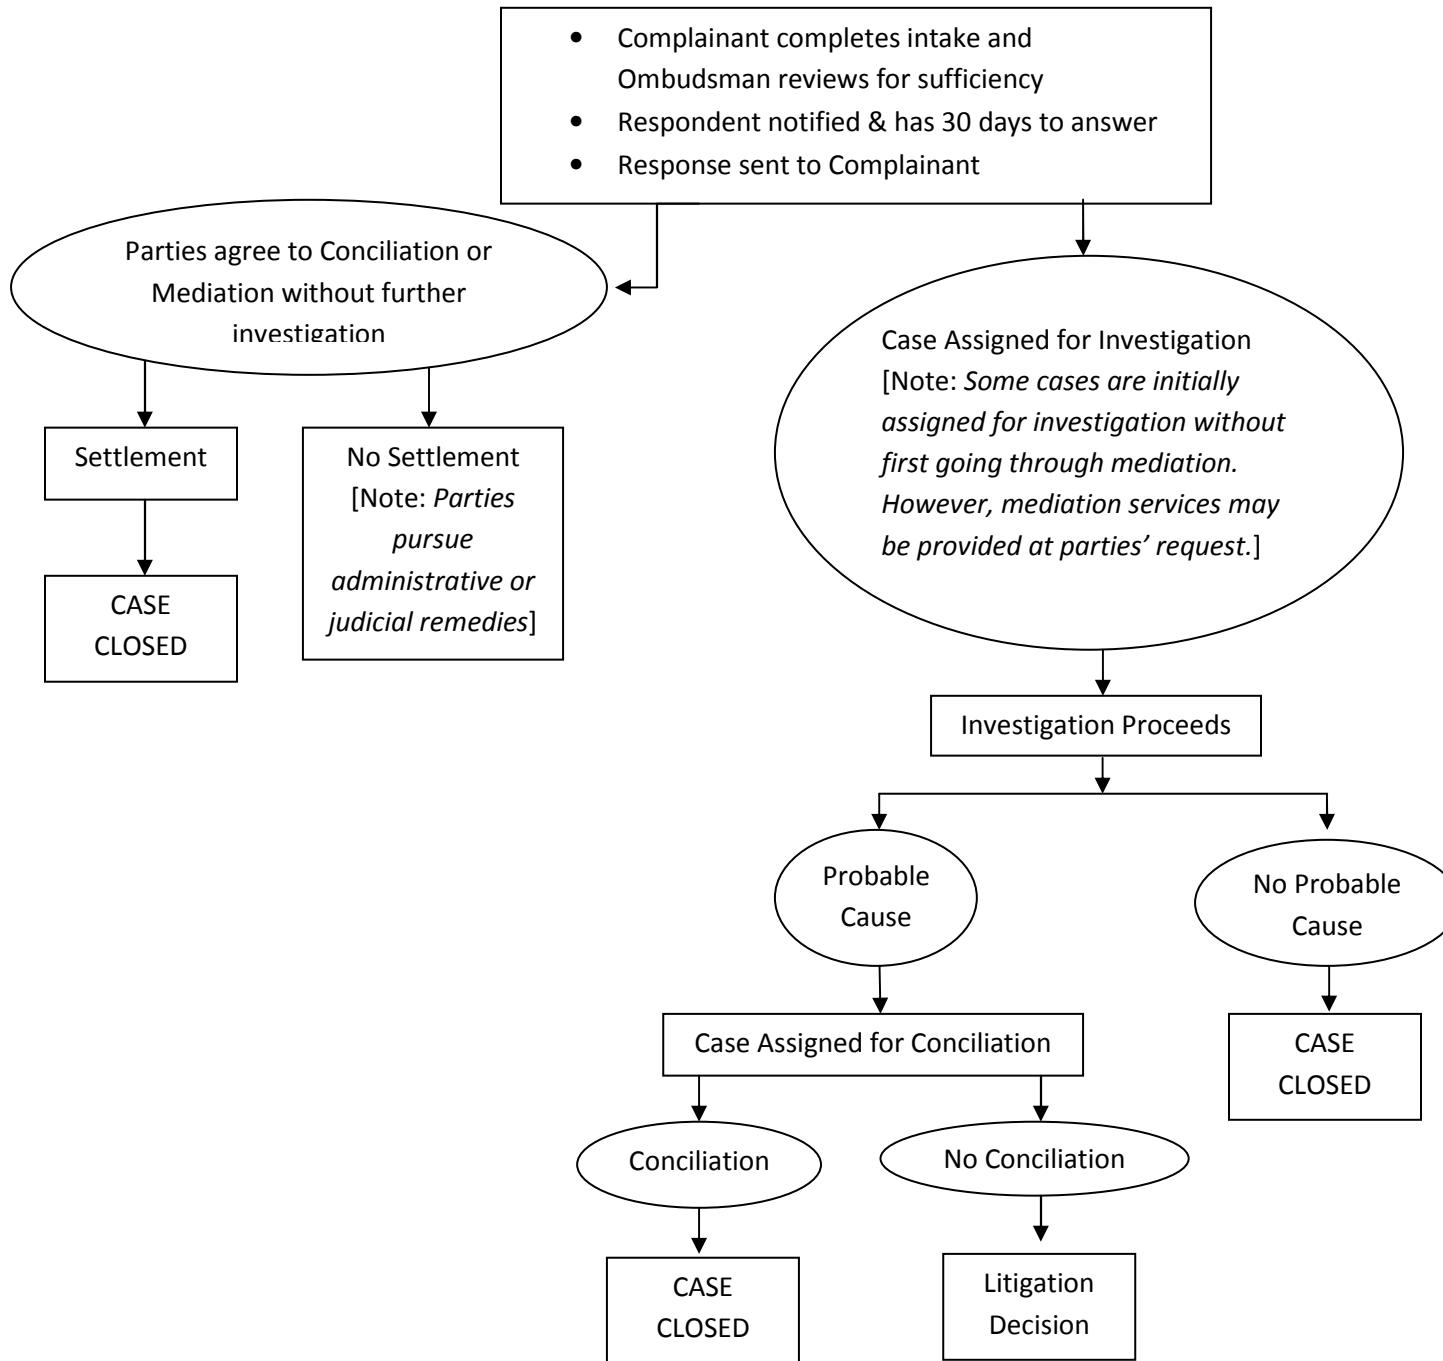 • Complainant completes intake and
Ombudsman reviews for sufficiency
• Respondent notified & has 30 days to answer
• Response sent to Complainant
Parties agree to Conciliation or
Mediation without further
investigation
Settlement
CASE
CLOSED
No Settlement
[Note: Parties
pursue
administrative or
judicial remedies]
Case Assigned for Investigation
[Note: Some cases are initially
assigned for investigation without
first going through mediation.
However, mediation services may
be provided at parties’ request.]
Investigation Proceeds
Probable
Cause
No Probable
Cause
Case Assigned for Conciliation
CASE
CLOSED
Conciliation
No Conciliation
CASE
CLOSED
Litigation
Decision